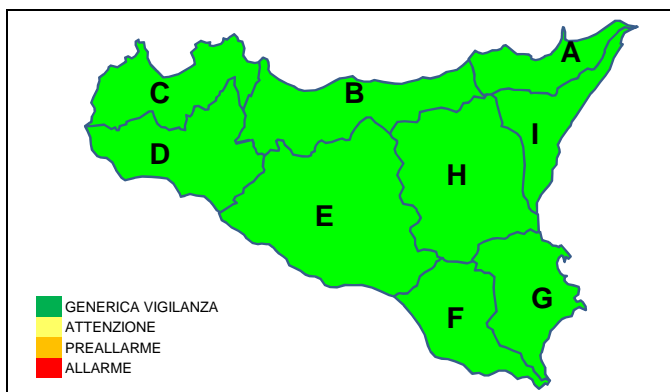 A
B
C
I
D
H
E
G
F
GENERICA VIGILANZA
ATTENZIONE
PREALLARME
ALLARME